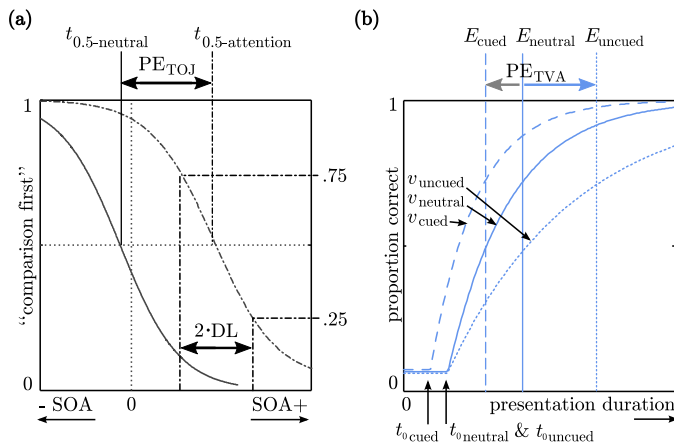 (a)
t0.5-neutral
t0.5-attention
PETOJ
1
"comparison first"
.75
.25
2·DL
0
- SOA
0
SOA+
(b)
Ecued
Eneutral
Euncued
PETVA
1
proportion correct
vuncued
vneutral
vcued
0
0
presentation duration
t0cued
t0neutral & t0uncued